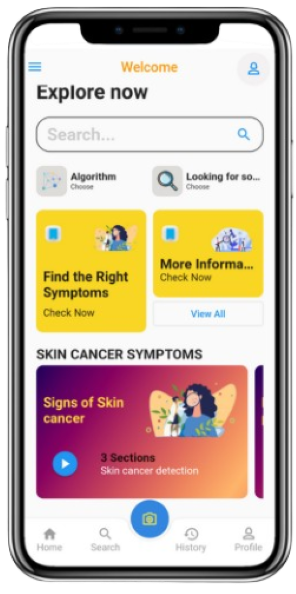 Welcome
Explore now
Search...
Algorithm
Choose
Looking for so...
Choose
Find the Right
Symptoms
Check Now
More Informa...
Check Now
View All
SKIN CANCER SYMPTOMS
Signs of Skin
cancer
3 Sections
Skin cancer detection
Home
Search
History
Profile